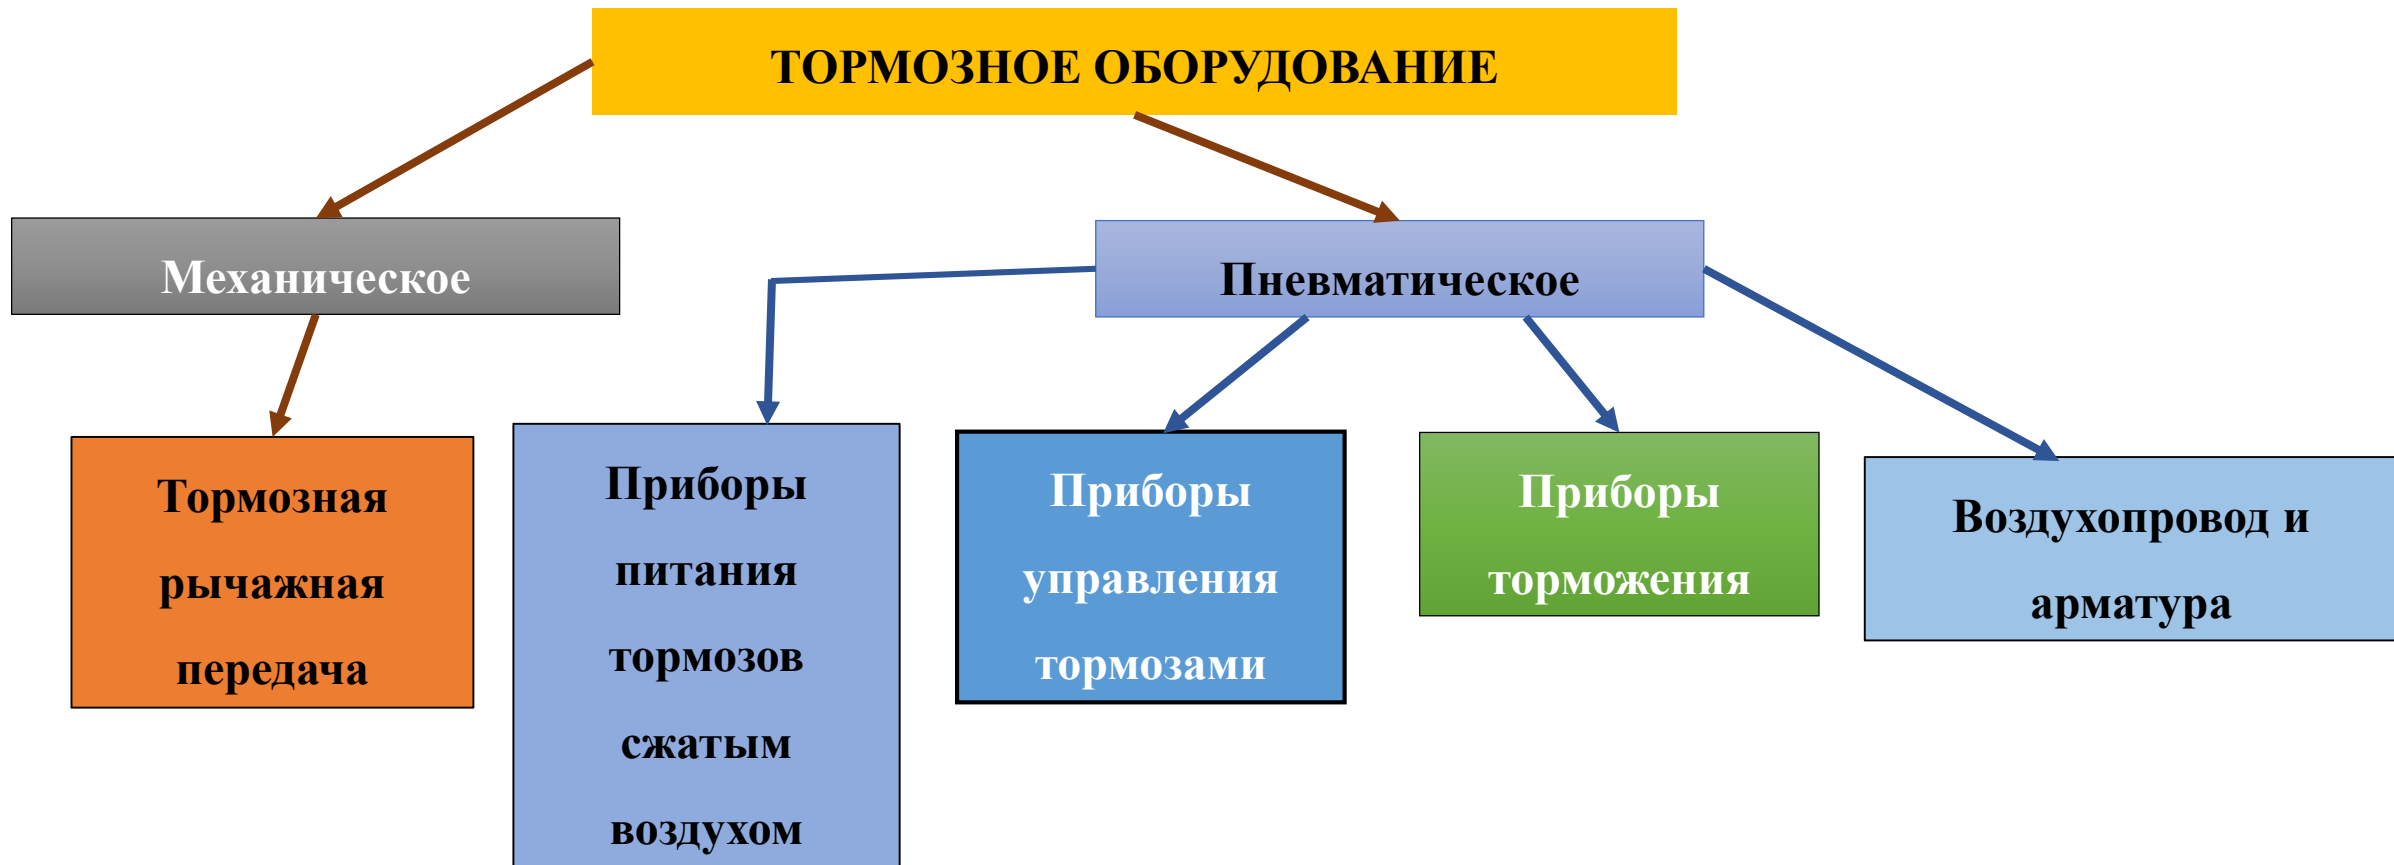 ТОРМОЗНОЕ ОБОРУДОВАНИЕ
Механическое
Пневматическое
Тормозная
рычажная
передача
Приборы
питания
тормозов
сжатым
воздухом
Приборы
управления
тормозами
Приборы
торможения
Воздухопровод и
арматура